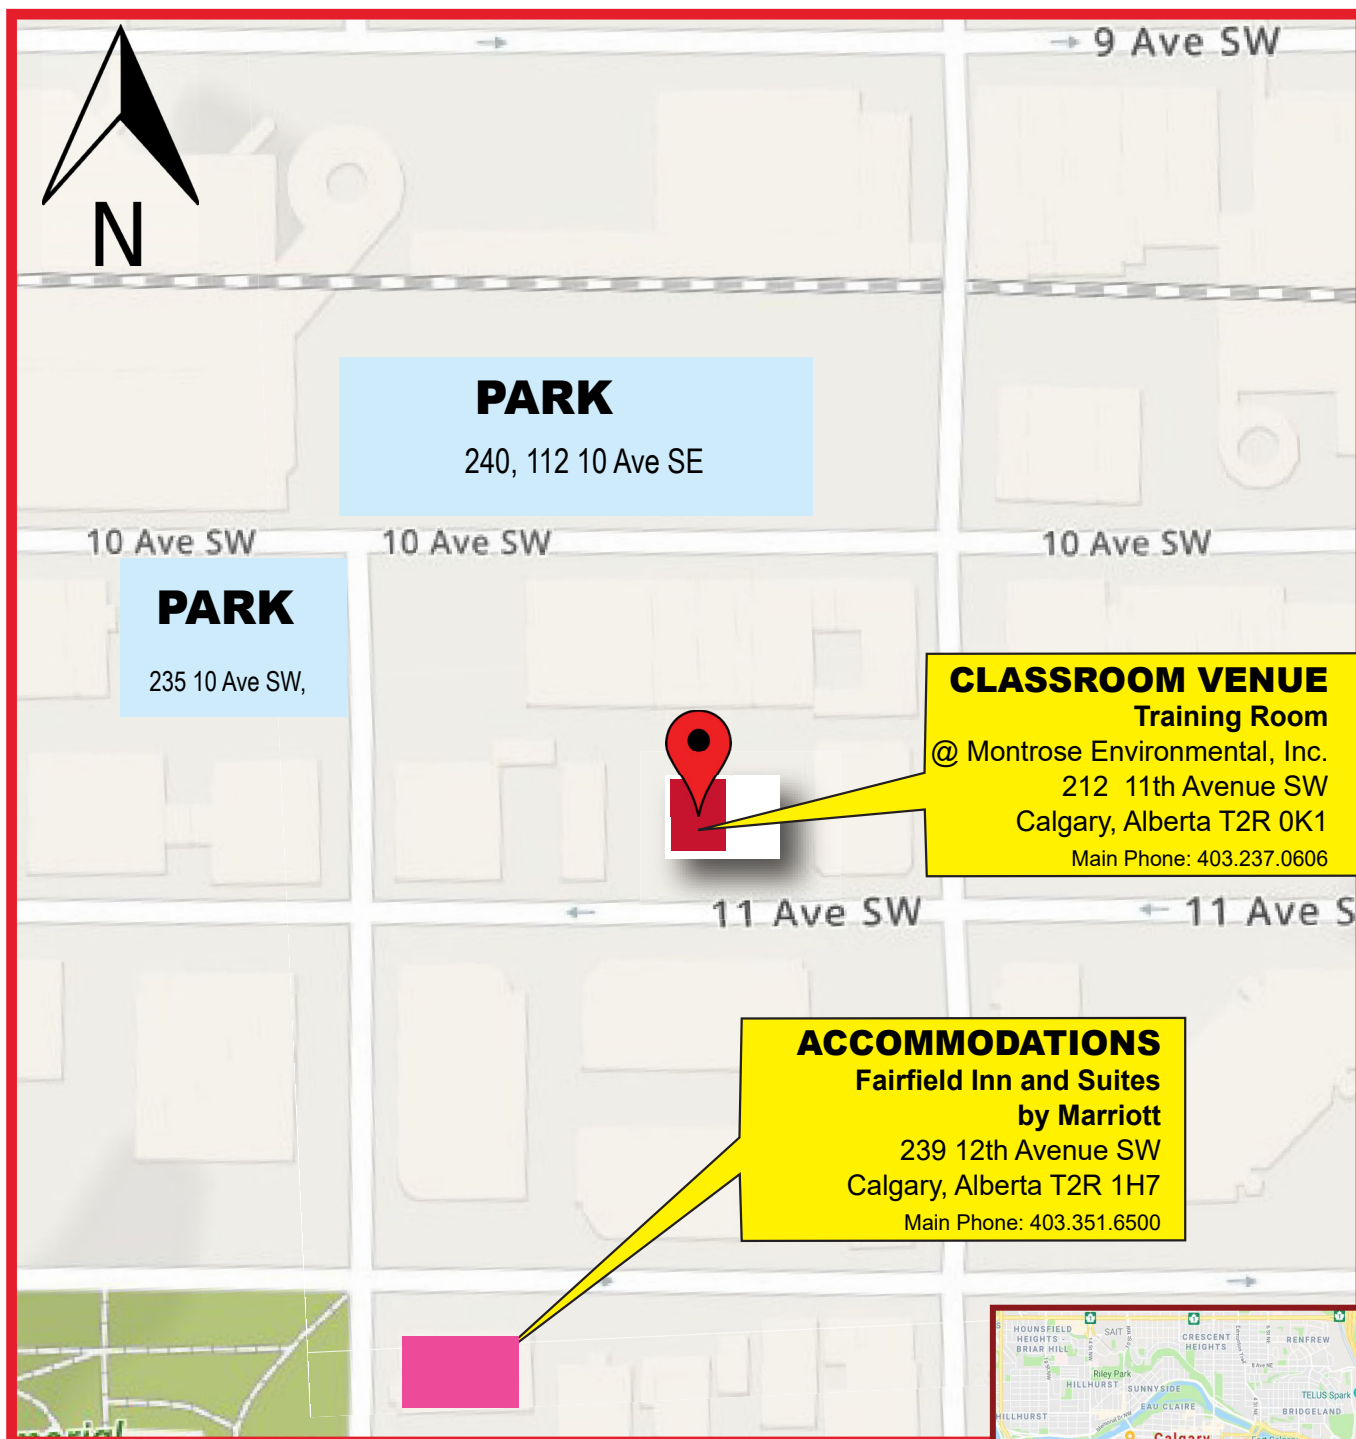 9 Ave SW
N
PARK
240, 112 10 Ave SE
10 Ave SW
10 Ave SW
10 Ave SW
PARK
235 10 Ave SW,
CLASSROOM VENUE
Training Room
@ Montrose Environmental, Inc.
212 11th Avenue SW
Calgary, Alberta T2R 0K1
Main Phone: 403.237.0606
11 Ave SW
11 Ave S
ACCOMMODATIONS
Fairfield Inn and Suites
by Marriott
239 12th Avenue SW
Calgary, Alberta T2R 1H7
Main Phone: 403.351.6500
HOUNSFIELD
HEIGHTS -
BRIAR HILL
SAIT
CRESCENT
HEIGHTS
RENFREW
Riley Park
HILLHURST
SUNNYSIDE
TELUS Spark
EAU CLAIRE
BRIDGELAND
HILLHURST
Memorial Dr NW
Calgary